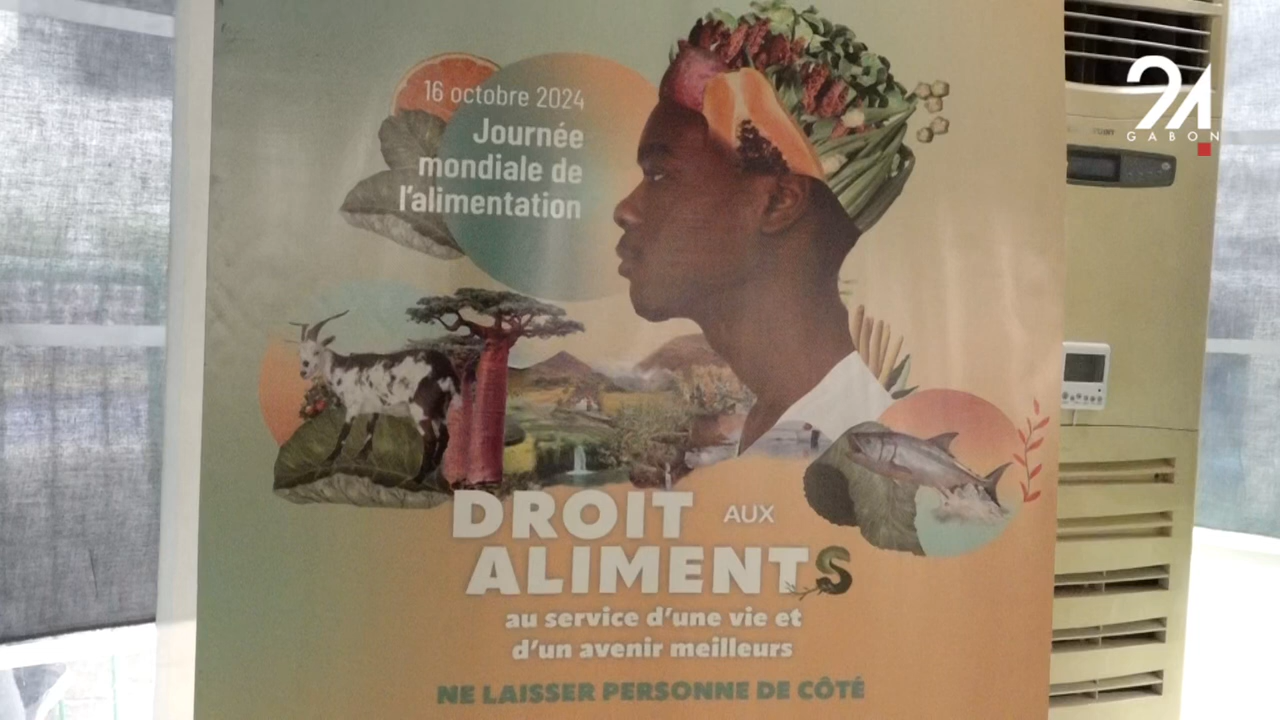 16 octobre 2024
Journée
mondiale de
l'alimentation
24
GABON
DROIT AUX
ALIMENTS
au service d'une vie et
d'un avenir meilleurs
NE LAISSER PERSONNE DE CÔTÉ